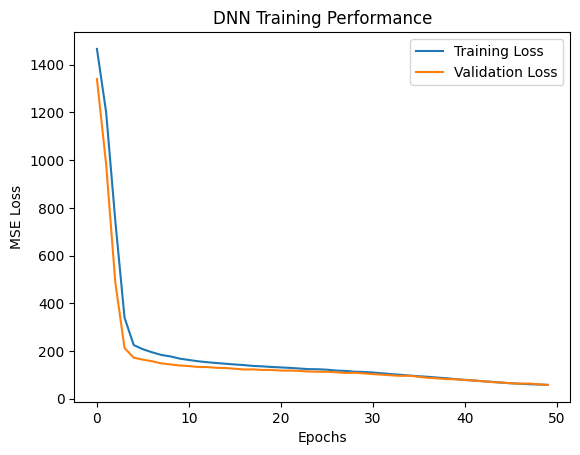 DNN Training Performance
Training Loss
Validation Loss
MSE Loss
1400
1200
1000
800
600
400
200
0
0 10 20 30 40 50
Epochs